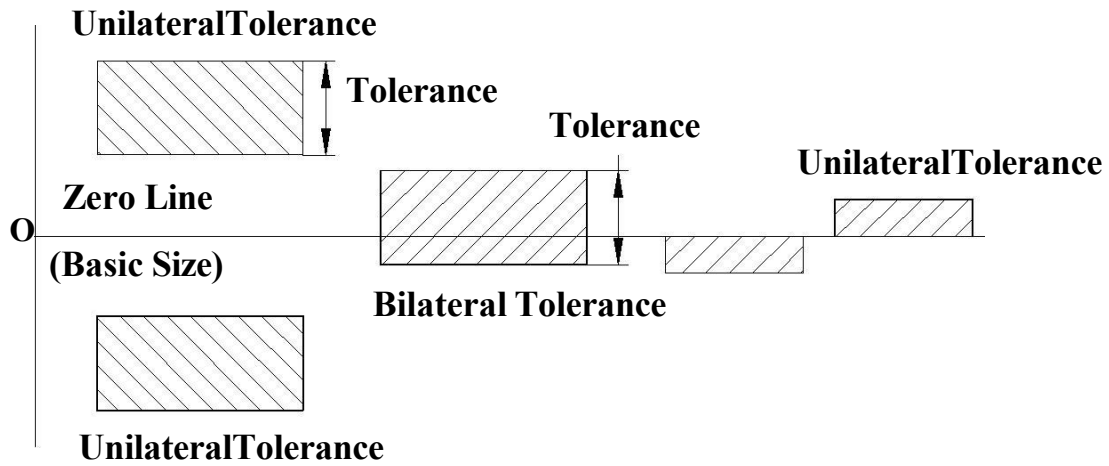 UnilateralTolerance
Tolerance
Tolerance
UnilateralTolerance
Zero Line
O
(Basic Size)
Bilateral Tolerance
UnilateralTolerance